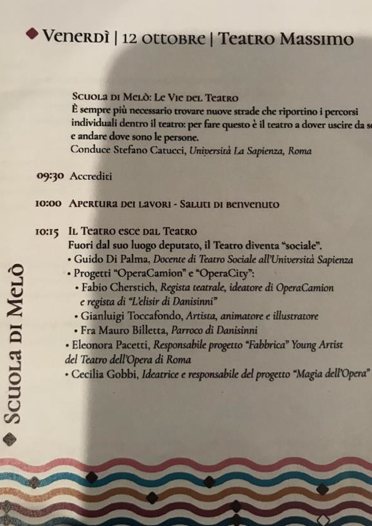 Venerdì | 12 ottobre | Teatro Massimo
Scuola di Melò: Le Vie del Teatro
È sempre più necessario trovare nuove strade che riportino i percorsi
individuali dentro il teatro: per fare questo è il teatro a dover uscire da
e andare dove sono le persone.
Conduce Stefano Catucci, Università La Sapienza, Roma
09:30 Accrediti
10:00 Apertura dei lavori - Saluti di benvenuto
10:15 Il Teatro esce dal Teatro
Fuori dal suo luogo deputato, il Teatro diventa “sociale”.
• Guido Di Palma, Docente di Teatro Sociale all'Università Sapienza
• Progetti “OperaCamion” e “OperaCity”:
• Fabio Cherstich, Regista teatrale, ideatore di OperaCamion
e regista di “L'elisir di Danisinni”
• Gianluigi Toccafondo, Artista, animatore e illustratore
• Fra Mauro Billetta, Parroco di Danisinni
• Eleonora Pacetti, Responsabile progetto “Fabbrica” Young Artist
del Teatro dell'Opera di Roma
• Cecilia Gobbi, Ideatrice e responsabile del progetto “Magia dell'Opera”
Scuola di Melò